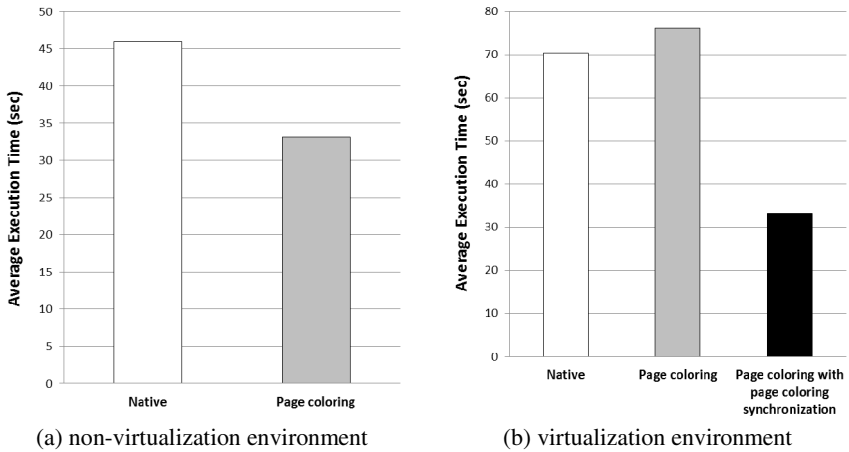 50
45
40
35
30
25
20
15
10
5
0
Average Execution Time (sec)
Native
Page coloring
(a) non-virtualization environment
80
70
60
50
40
30
20
10
0
Average Execution Time (sec)
Native
Page coloring
Page coloring with
page coloring
synchronization
(b) virtualization environment